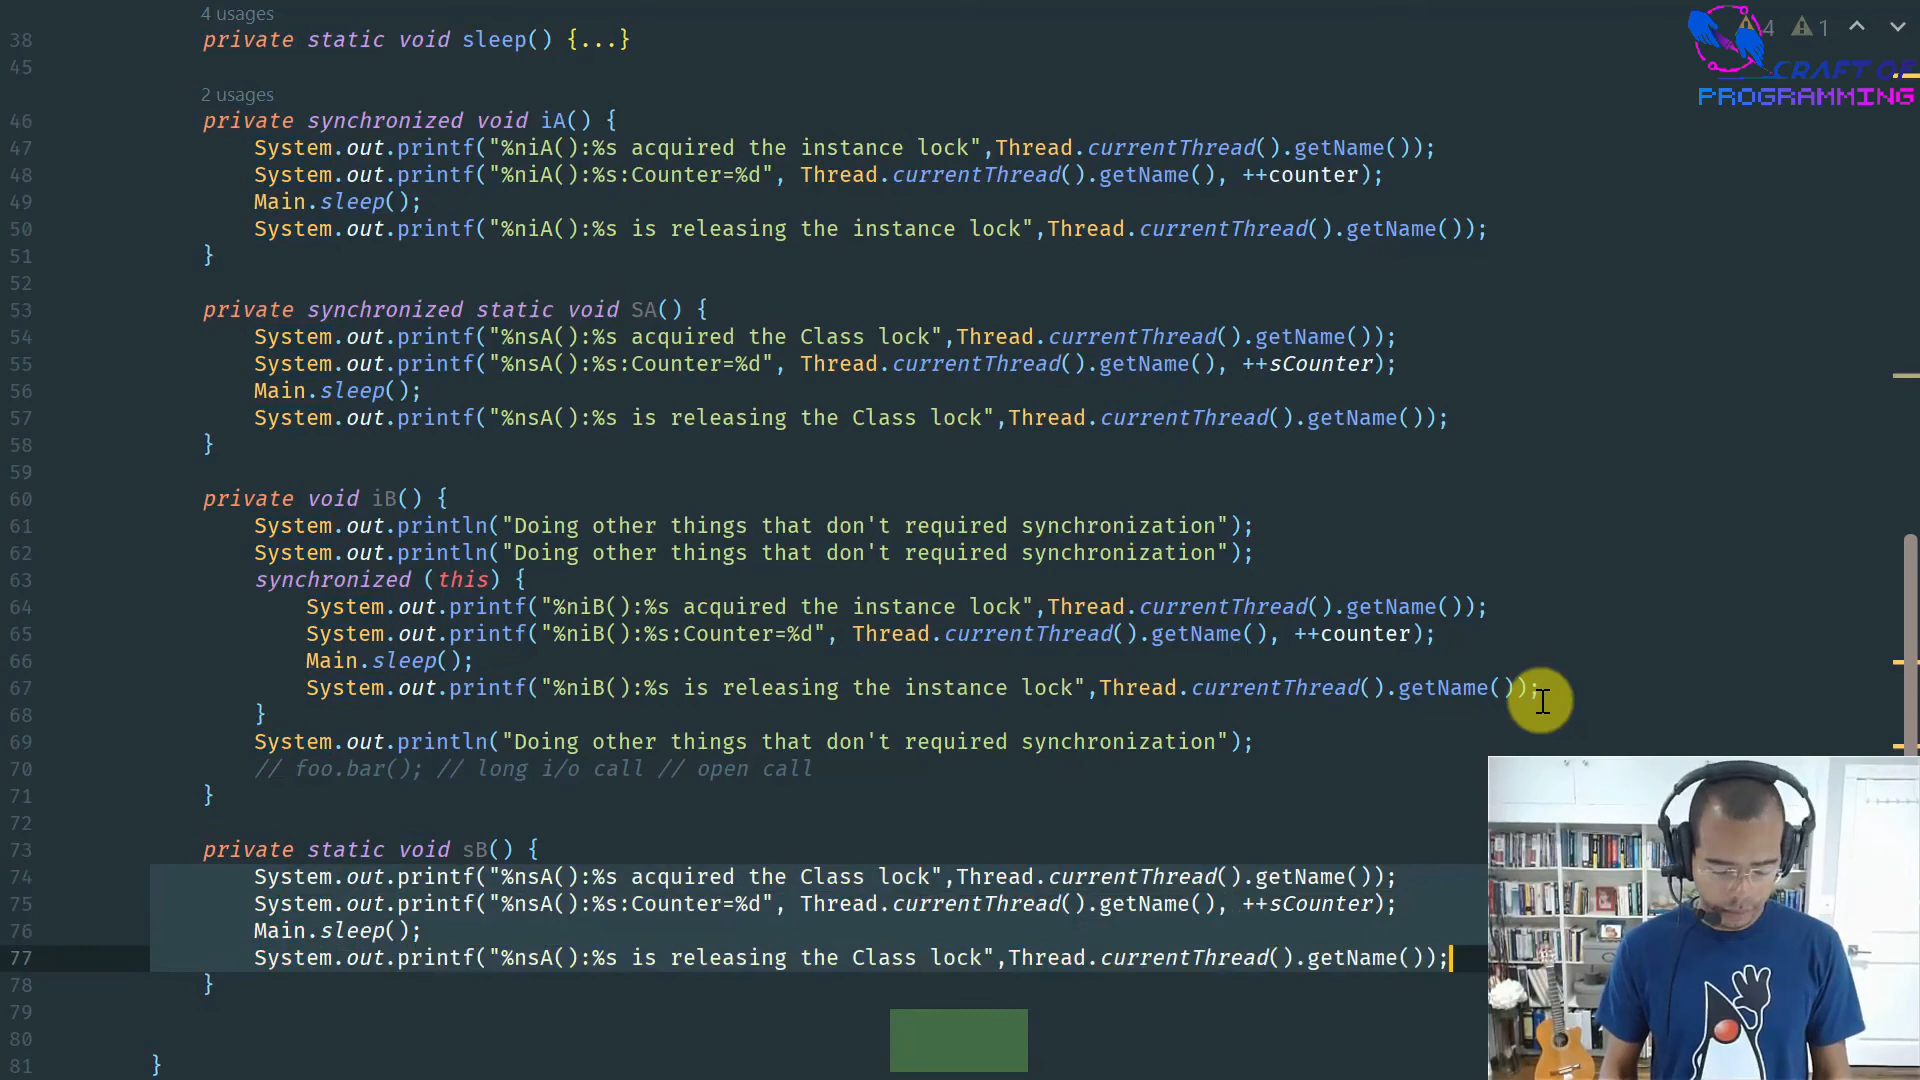 4 usages
38 private static void sleep() {...}
45
2 usages
46 private synchronized void iA() {
47 System.out.printf("%niA():%s acquired the instance lock",Thread.currentThread().getName());
48 System.out.printf("%niA():%s:Counter=%d", Thread.currentThread().getName(), ++counter);
49 Main.sleep();
50 System.out.printf("%niA():%s is releasing the instance lock",Thread.currentThread().getName());
51 }
52
53 private synchronized static void SA() {
54 System.out.printf("%nsA():%s acquired the Class lock",Thread.currentThread().getName());
55 System.out.printf("%nsA():%s:Counter=%d", Thread.currentThread().getName(), ++sCounter);
56 Main.sleep();
57 System.out.printf("%nsA():%s is releasing the Class lock",Thread.currentThread().getName());
58 }
59
60 private void iB() {
61 System.out.println("Doing other things that don't required synchronization");
62 System.out.println("Doing other things that don't required synchronization");
63 synchronized (this) {
64 System.out.printf("%niB():%s acquired the instance lock",Thread.currentThread().getName());
65 System.out.printf("%niB():%s:Counter=%d", Thread.currentThread().getName(), ++counter);
66 Main.sleep();
67 System.out.printf("%niB():%s is releasing the instance lock",Thread.currentThread().getName());
68 }
69 System.out.println("Doing other things that don't required synchronization");
70 // foo.bar(); // long i/o call // open call
71 }
72
73 private static void sB() {
74 System.out.printf("%nsA():%s acquired the Class lock",Thread.currentThread().getName());
75 System.out.printf("%nsA():%s:Counter=%d", Thread.currentThread().getName(), ++sCounter);
76 Main.sleep();
77 System.out.printf("%nsA():%s is releasing the Class lock",Thread.currentThread().getName());
78 }
79
80
81 }
4 1
CRAFT OF
PROGRAMMING